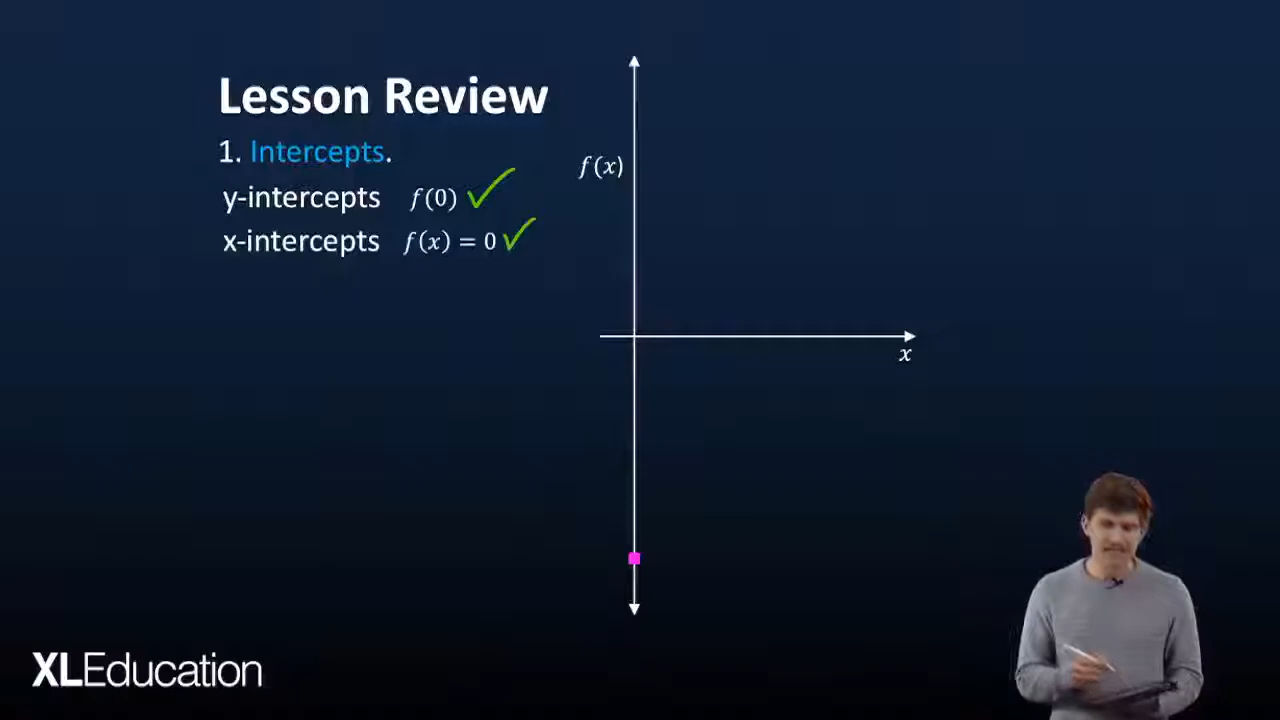 Lesson Review
1. Intercepts.
y-intercepts f(0)
x-intercepts f(x) = 0
f(x)
x
XLEducation